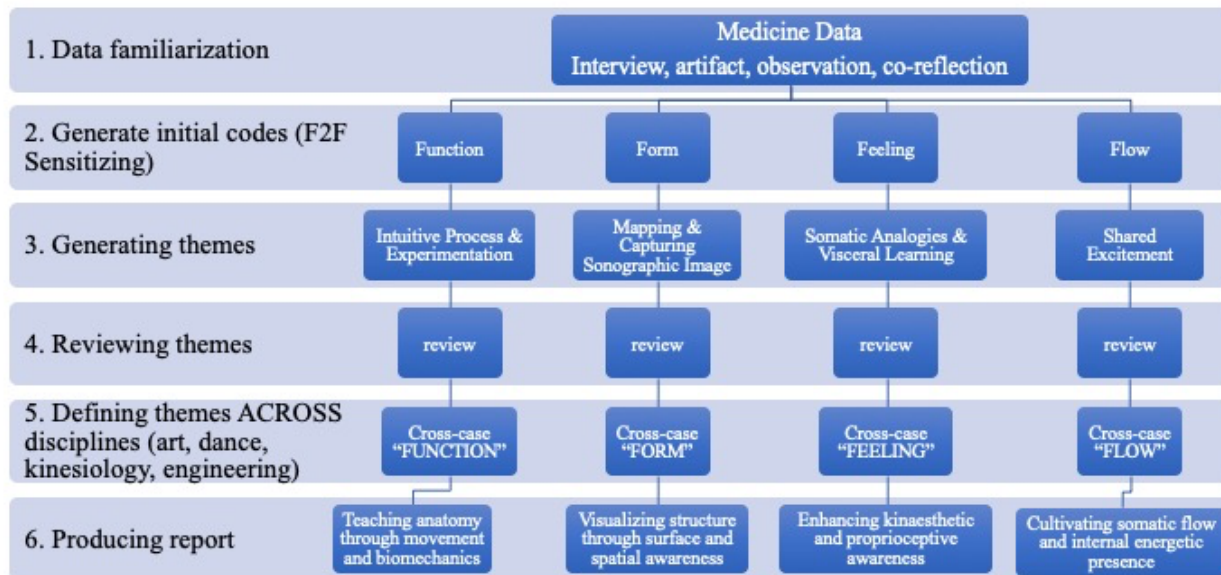 1. Data familiarization
Medicine Data
Interview, artifact, observation, co-reflection
2. Generate initial codes (F2F
Sensitizing)
Function
Form
Feeling
Flow
3. Generating themes
Intuitive Process &
Experimentation
Mapping &
Capturing
Sonographic Image
Somatic Analogies &
Visceral Learning
Shared
Excitement
4. Reviewing themes
review
review
review
review
5. Defining themes ACROSS
disciplines (art, dance,
kinesiology, engineering)
Cross-case
“FUNCTION”
Cross-case
“FORM”
Cross-case
“FEELING”
Cross-case
“FLOW”
6. Producing report
Teaching anatomy
through movement
and biomechanics
Visualizing structure
through surface and
spatial awareness
Enhancing kinaesthetic
and proprioceptive
awareness
Cultivating somatic flow
and internal energetic
presence